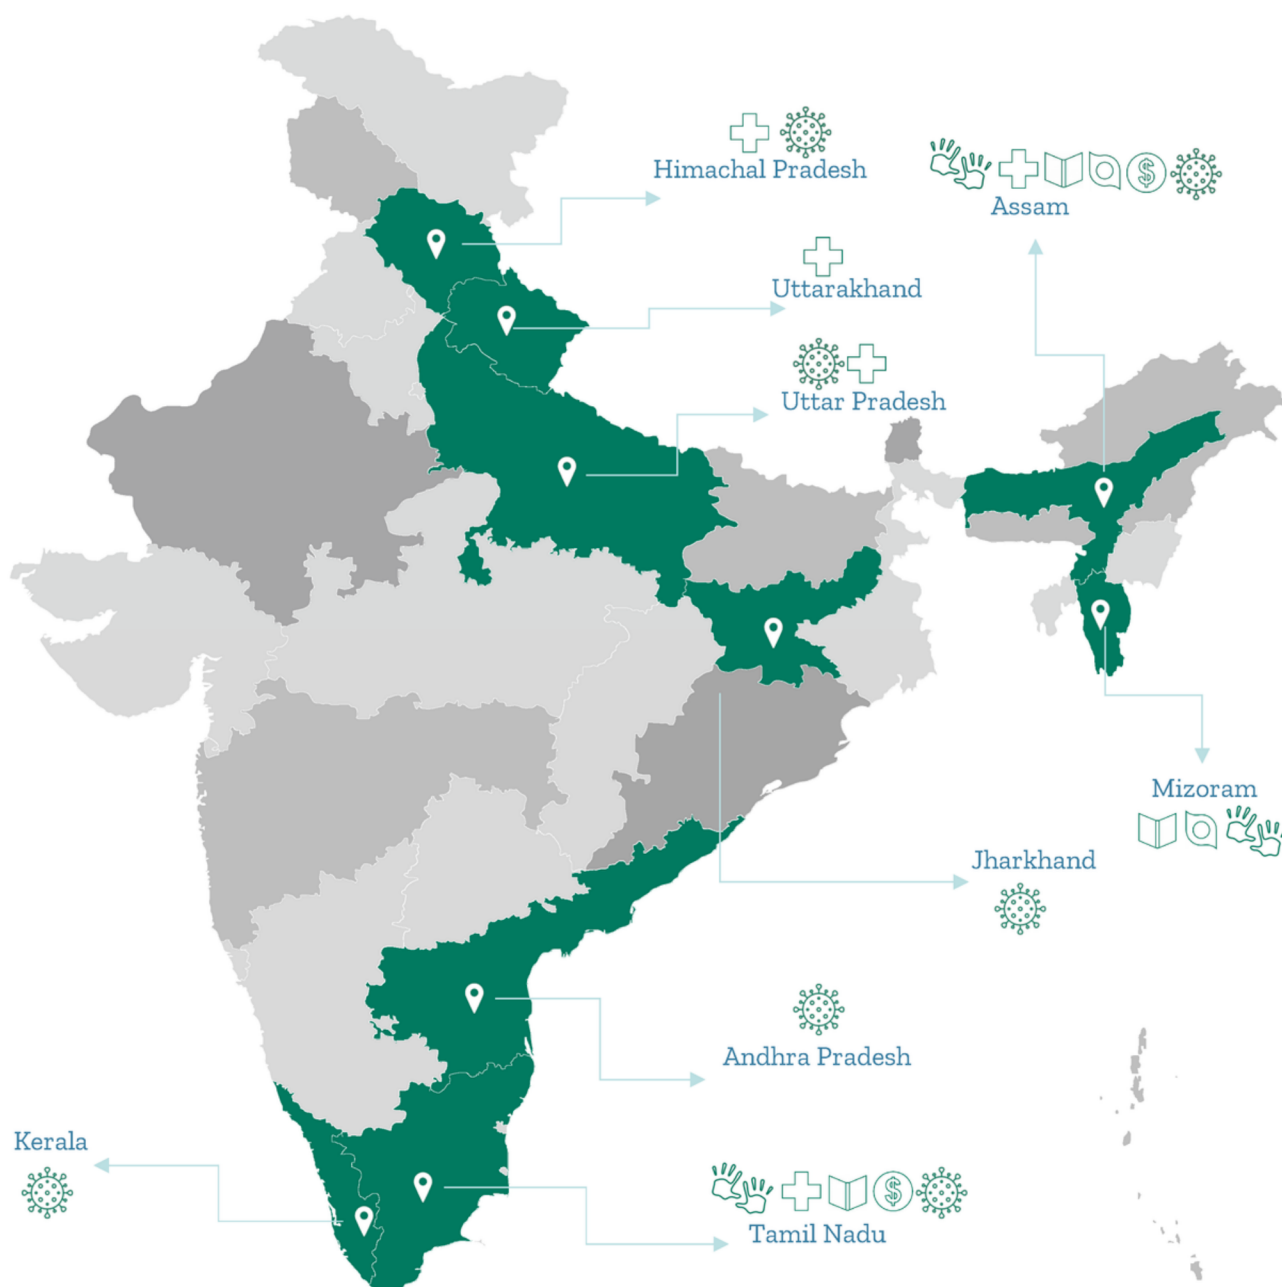 Himachal Pradesh
Assam
Uttarakhand
Uttar Pradesh
Mizoram
Jharkhand
Andhra Pradesh
Kerala
Tamil Nadu